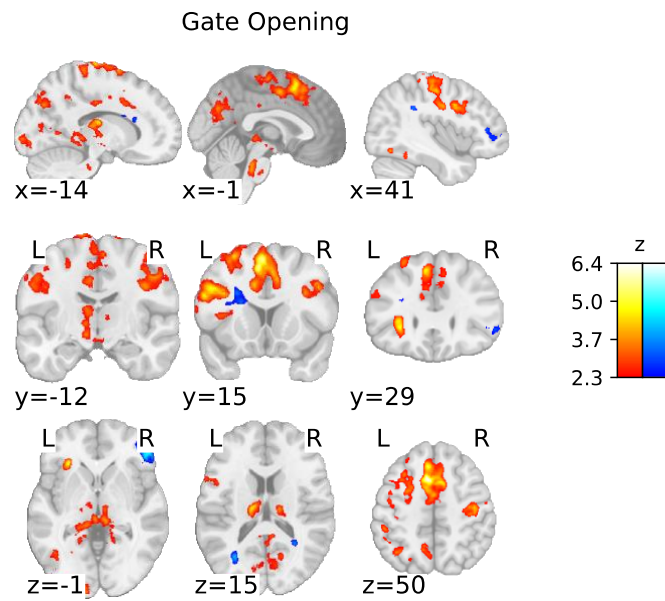 Gate Opening
x=-14
x=-1
x=41
L R
L R
L R
y=-12
y=15
y=29
z
6.4
5.0
3.7
2.3
L R
L R
L R
z=-1
z=15
z=50